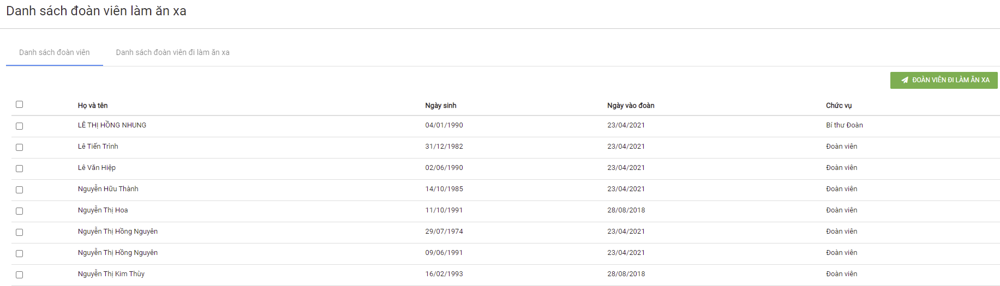 Danh sách đoàn viên làm ăn xa
Danh sách đoàn viên Danh sách đoàn viên đi làm ăn xa
ĐOÀN VIÊN ĐI LÀM ĂN XA
Họ và tên Ngày sinh Ngày vào đoàn Chức vụ
LÊ THỊ HỒNG NHUNG 04/01/1990 23/04/2021 Bí thư Đoàn
Lê Tiến Trình 31/12/1982 23/04/2021 Đoàn viên
Lê Văn Hiệp 02/06/1990 23/04/2021 Đoàn viên
Nguyễn Hữu Thành 14/10/1985 23/04/2021 Đoàn viên
Nguyễn Thị Hoa 11/10/1991 28/08/2018 Đoàn viên
Nguyễn Thị Hồng Nguyên 29/07/1974 23/04/2021 Đoàn viên
Nguyễn Thị Hồng Nguyên 09/06/1991 23/04/2021 Đoàn viên
Nguyễn Thị Kim Thùy 16/02/1993 28/08/2018 Đoàn viên